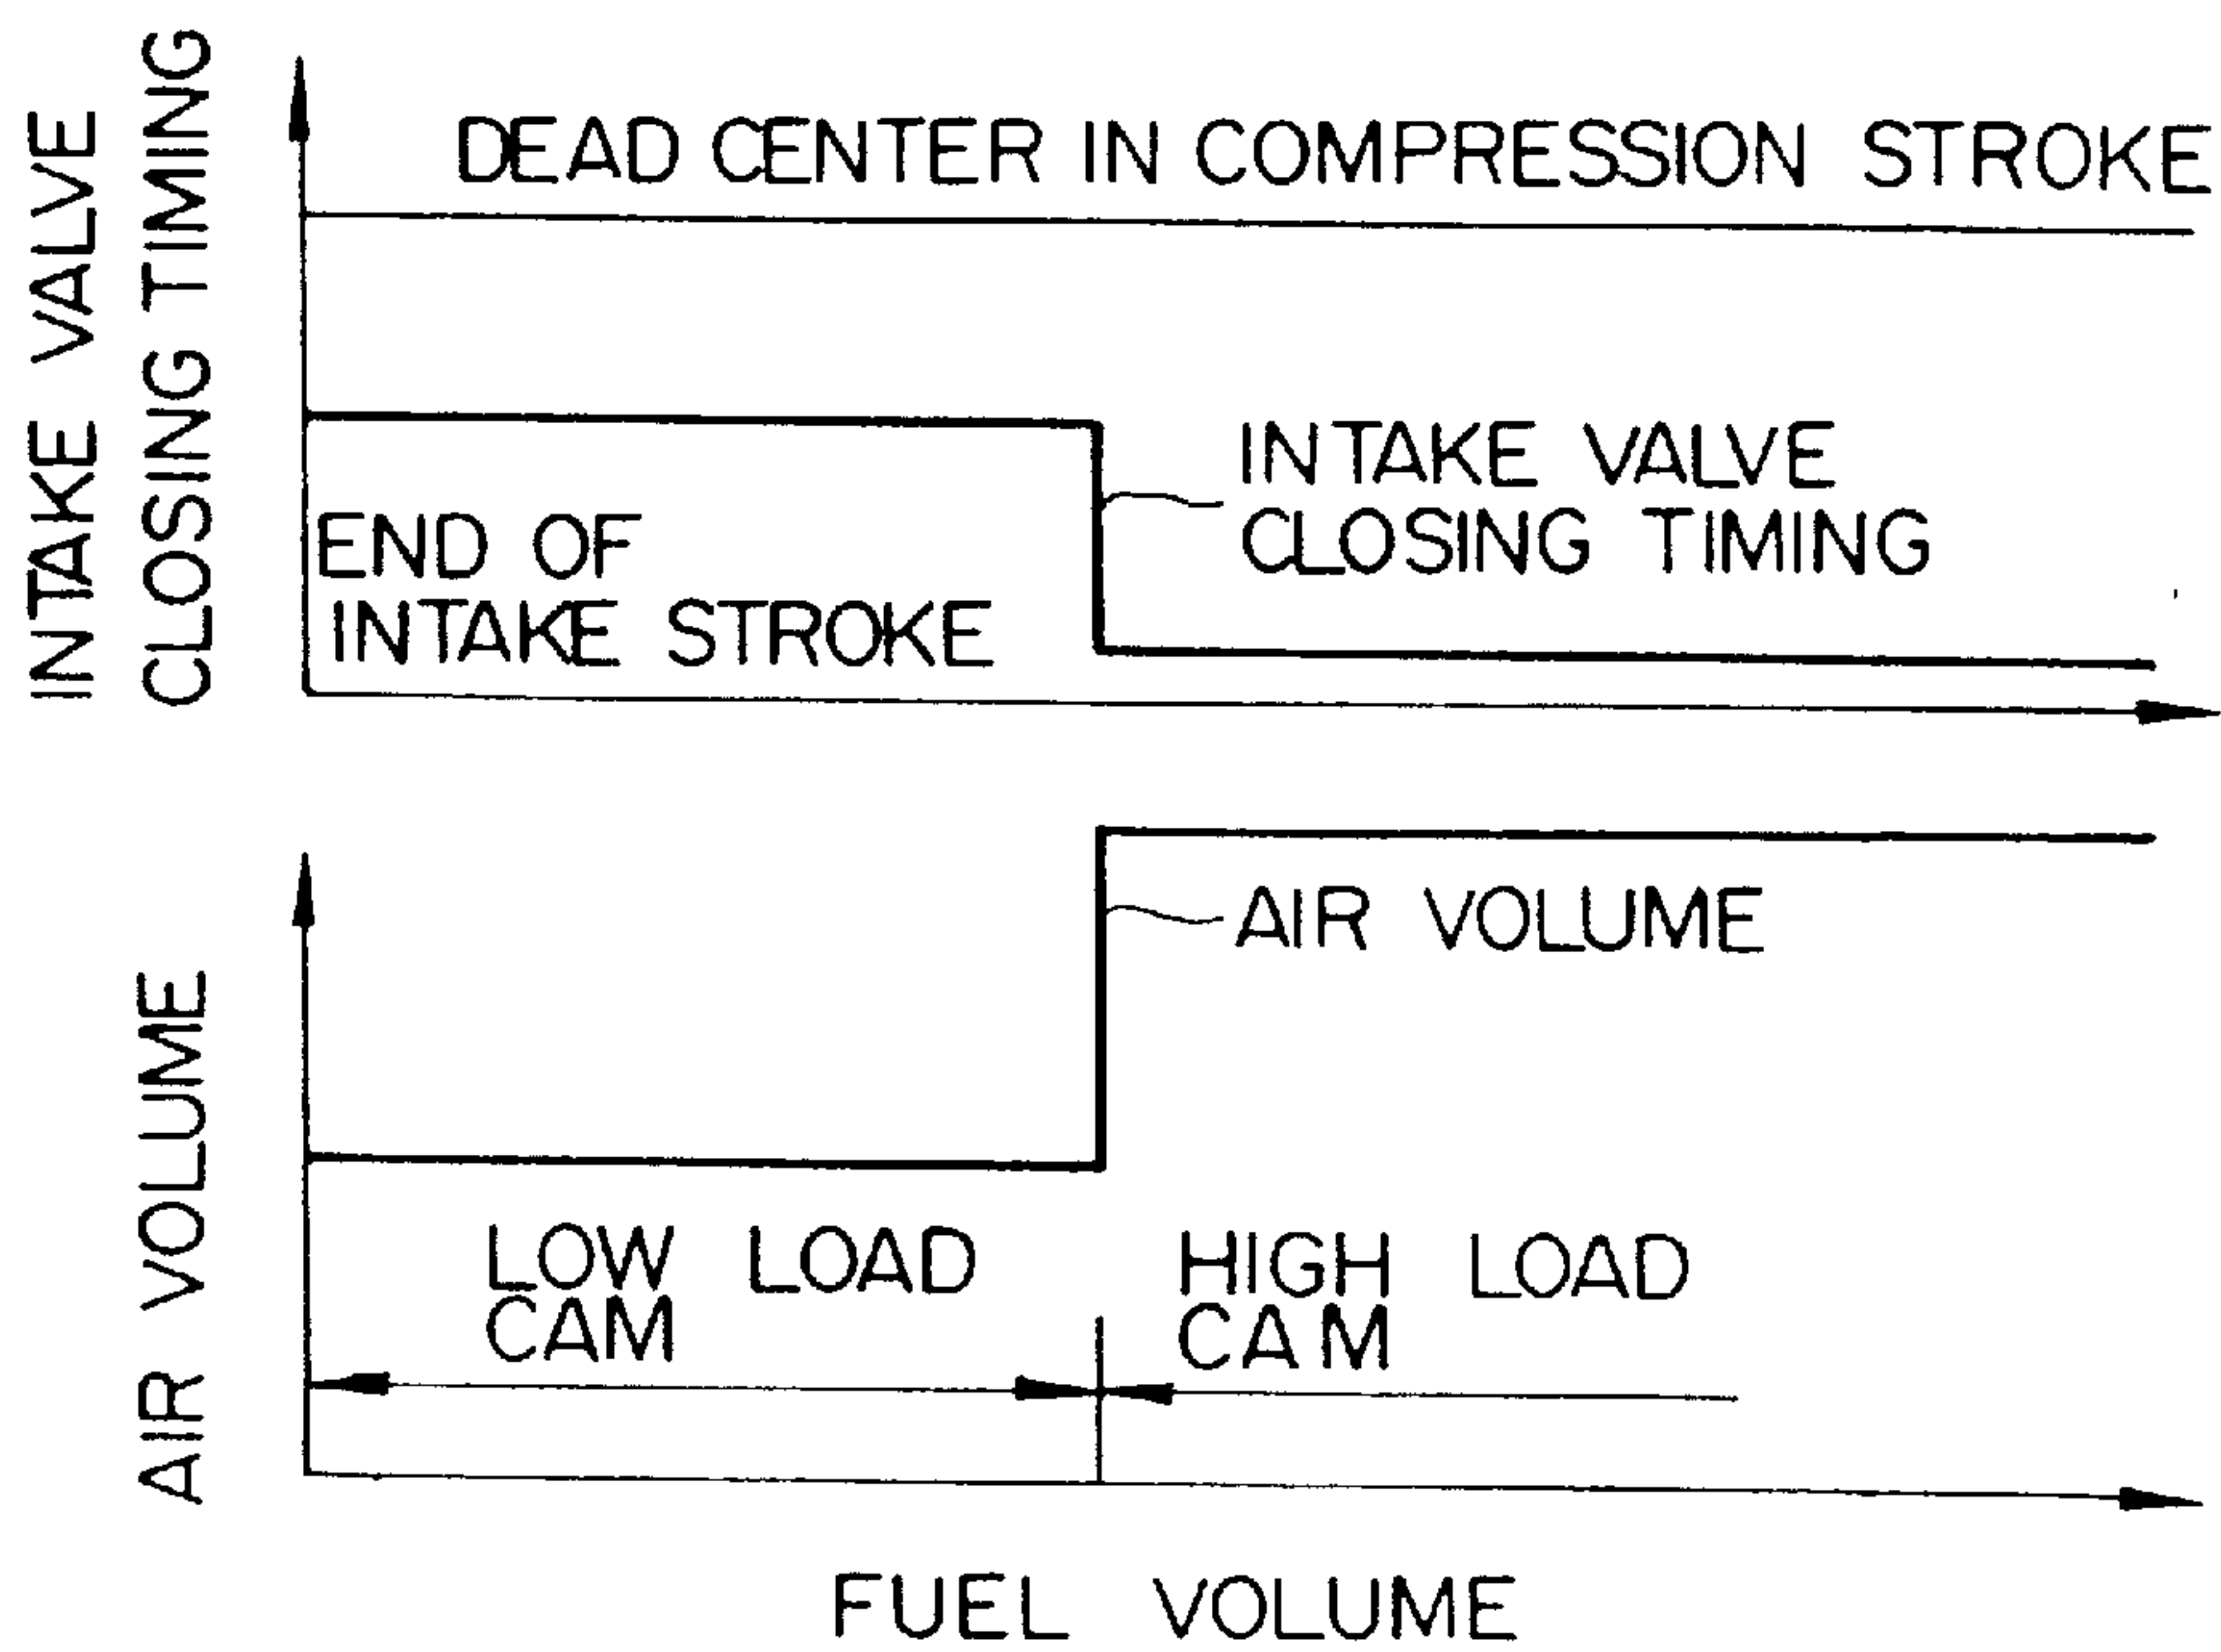 INTAKE VALVE
CLOSING TIMING
DEAD CENTER IN COMPRESSION STROKE
INTAKE VALVE
CLOSING TIMING
END OF
INTAKE STROKE
AIR VOLUME
AIR VOLUME
LOW LOAD
CAM
HIGH LOAD
CAM
FUEL VOLUME